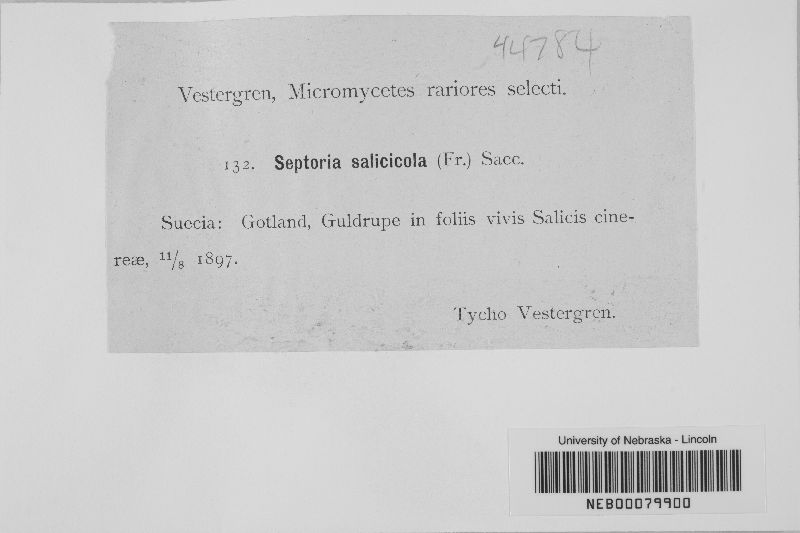 44784
Vestergren, Micromycetes rariores selecti.
132. Septoria salicicola (Fr.) Sacc.
Suecia: Gotland, Guldrupe in foliis vivis Salicis cine-
reæ, 11/8 1897.
Tycho Vestergren.
University of Nebraska - Lincoln
NEB00079900